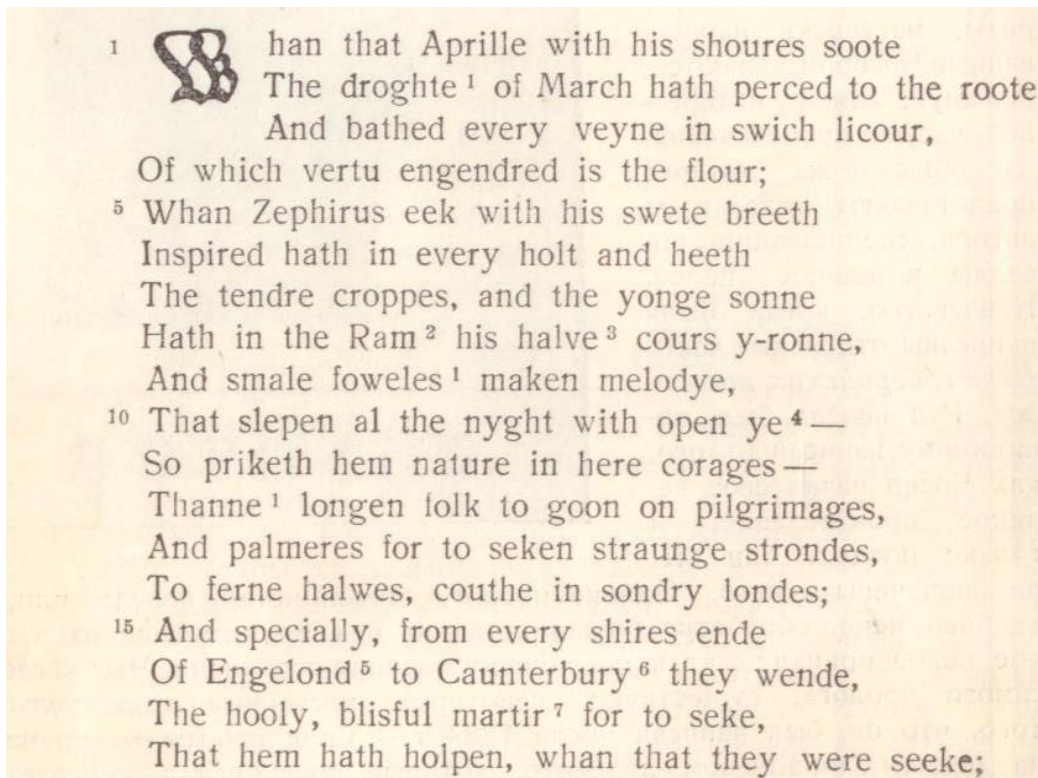 1 Whan that Aprille with his shoures soote
The droghte ¹ of March hath perced to the roote
And bathed every veyne in swich licour,
Of which vertu engendred is the flour;
5 Whan Zephirus eek with his swete breeth
Inspired hath in every holt and heeth
The tendre croppes, and the yonge sonne
Hath in the Ram ² his halve ³ cours y-ronne,
And smale foweles ¹ maken melodye,
10 That slepen al the nyght with open ye ⁴ —
So priketh hem nature in here corages —
Thanne ¹ longen folk to goon on pilgrimages,
And palmeres for to seken straunge strondes,
To ferne halwes, couthe in sondry londes;
15 And specially, from every shires ende
Of Engelond ⁵ to Caunterbury ⁶ they wende,
The hooly, blisful martir ⁷ for to seke,
That hem hath holpen, whan that they were seeke;